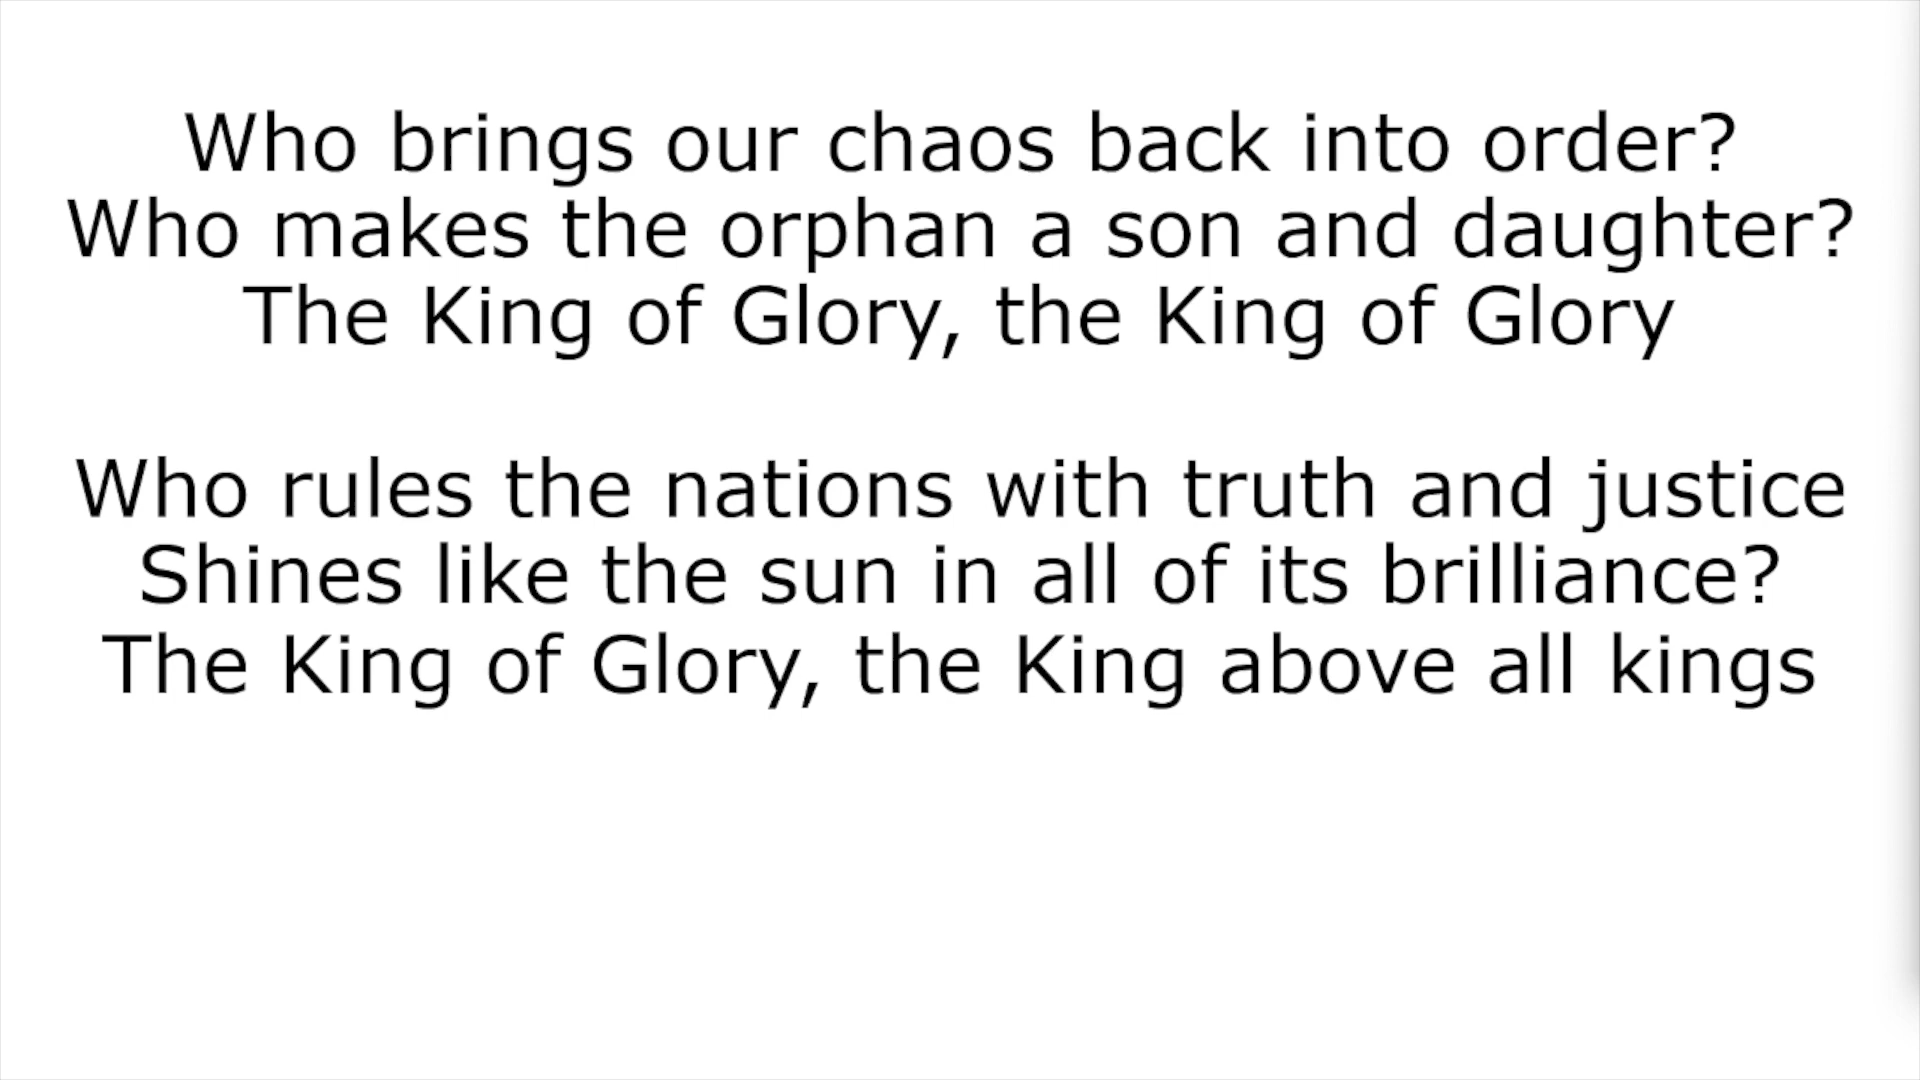 Who brings our chaos back into order?
Who makes the orphan a son and daughter?
The King of Glory, the King of Glory
Who rules the nations with truth and justice
Shines like the sun in all of its brilliance?
The King of Glory, the King above all kings